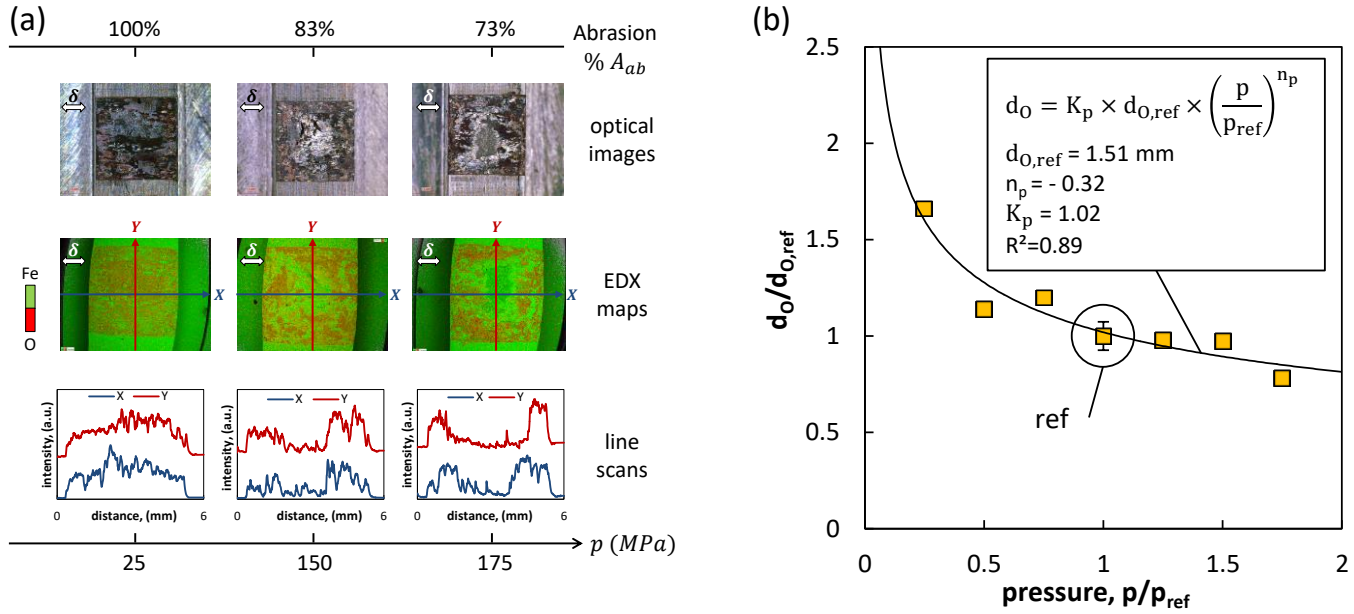 (a)
100% 83% 73% Abrasion
% A_ab
δ δ δ
optical
images
Y Y Y
δ δ δ
Fe
O
X X X
EDX
maps
X Y X Y X Y
intensity, (a.u.) intensity, (a.u.) intensity, (a.u.)
line
scans
0 6 0 6 0 6
distance, (mm) distance, (mm) distance, (mm)
p (MPa)
25 150 175
(b)
2.5
2
1.5
1
0.5
0
d_O/d_O,ref
d_O = K_p × d_O,ref × (p/p_ref)^n_p
d_O,ref = 1.51 mm
n_p = - 0.32
K_p = 1.02
R²=0.89
ref
0 0.5 1 1.5 2
pressure, p/p_ref